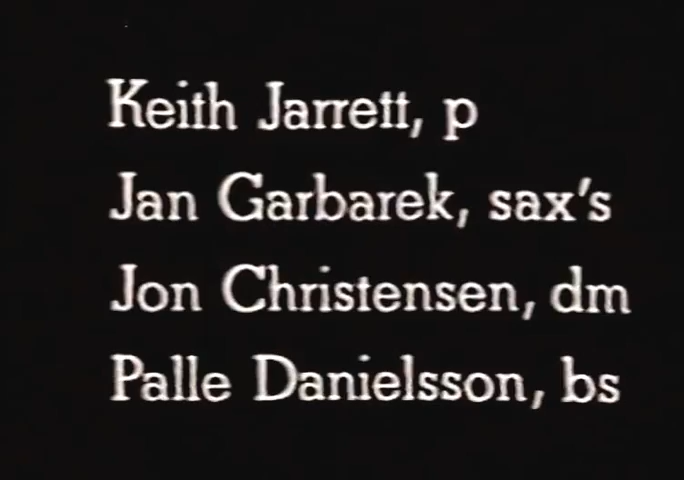 Keith Jarrett, p
Jan Garbarek, sax's
Jon Christensen, dm
Palle Danielsson, bs